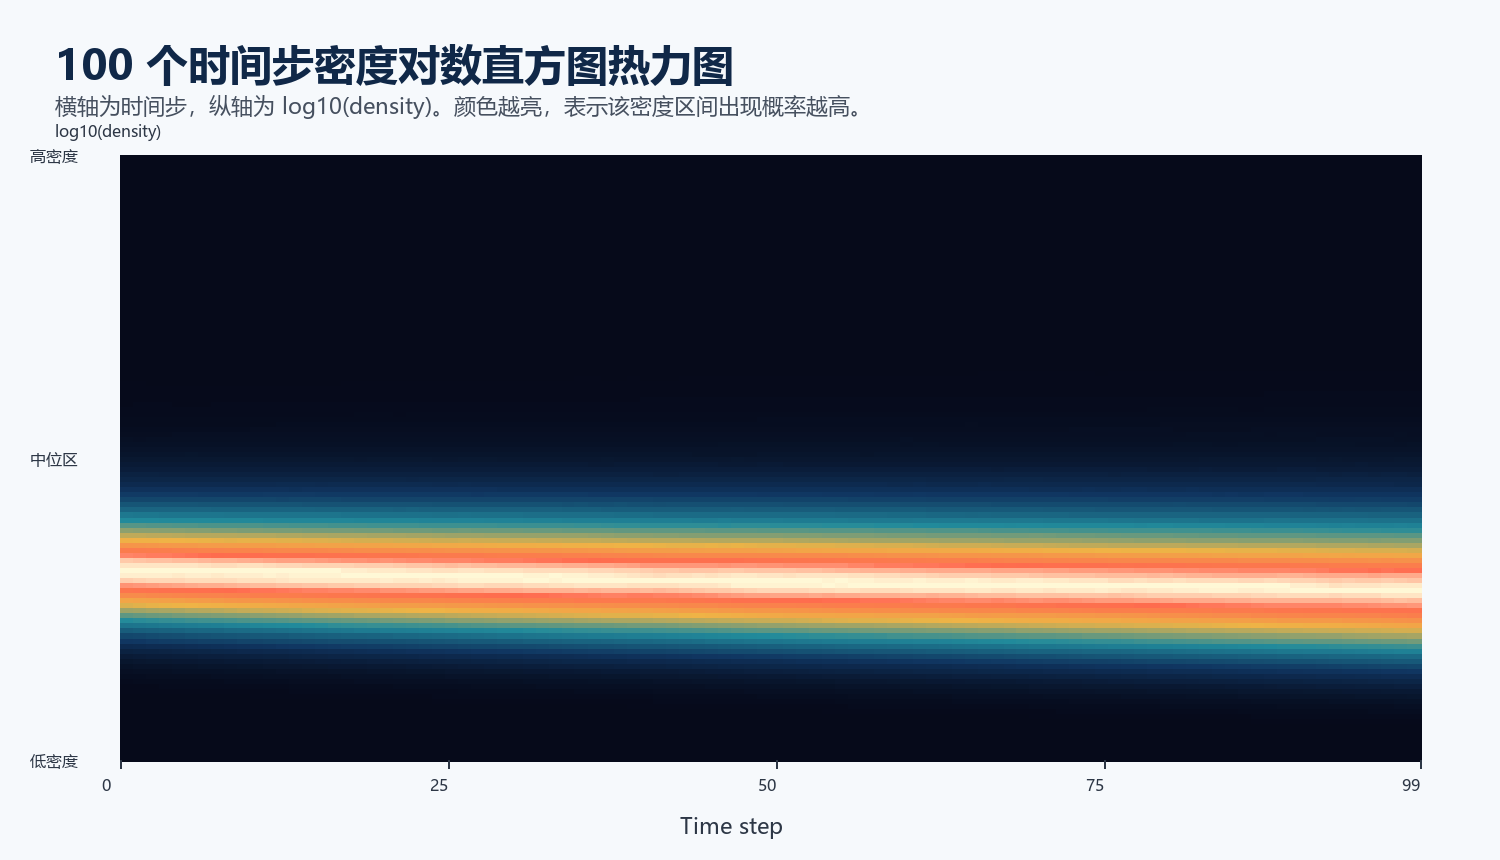 100 个时间步密度对数直方图热力图
横轴为时间步，纵轴为 log10(density)。颜色越亮，表示该密度区间出现概率越高。
log10(density)
高密度
中位区
低密度
0 25 50 75 99
Time step